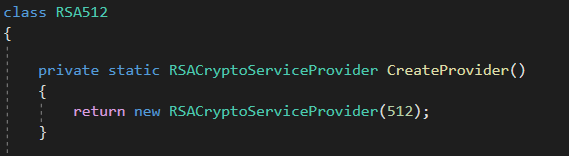 class RSA512
{
private static RSACryptoServiceProvider CreateProvider()
{
return new RSACryptoServiceProvider(512);
}